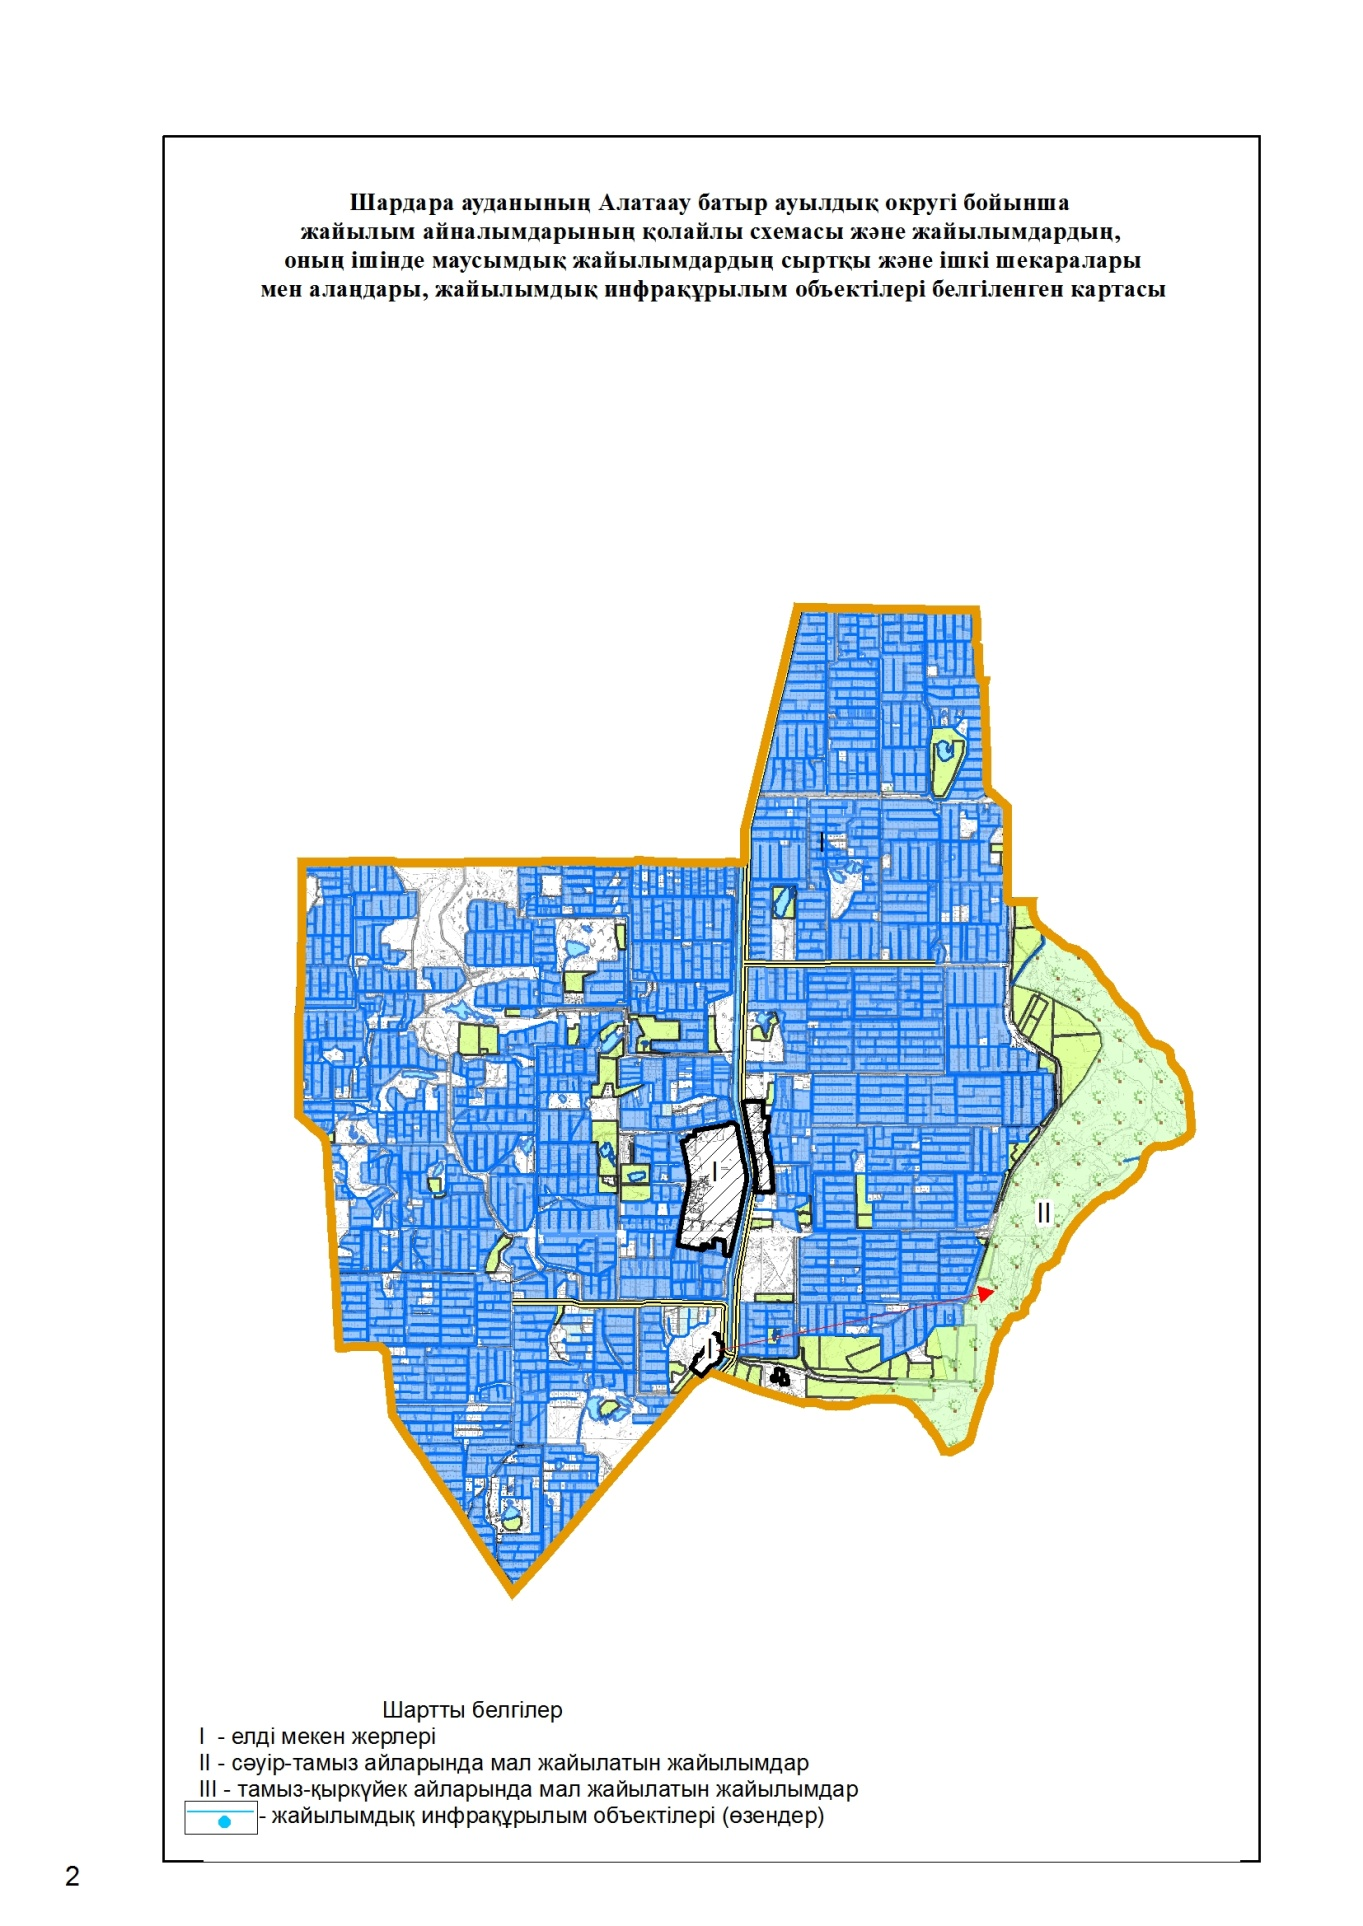 Шардара ауданының Алатаау батыр ауылдық округі бойынша
жайылым айналымдарының қолайлы схемасы және жайылымдардың,
оның ішінде маусымдық жайылымдардың сыртқы және ішкі шекаралары
мен алаңдары, жайылымдық инфрақұрылым объектілері белгіленген картасы
I
I
II
I
Шартты белгілер
I - елді мекен жерлері
II - сәуір-тамыз айларында мал жайылатын жайылымдар
III - тамыз-қыркүйек айларында мал жайылатын жайылымдар
- жайылымдық инфрақұрылым объектілері (өзендер)
2